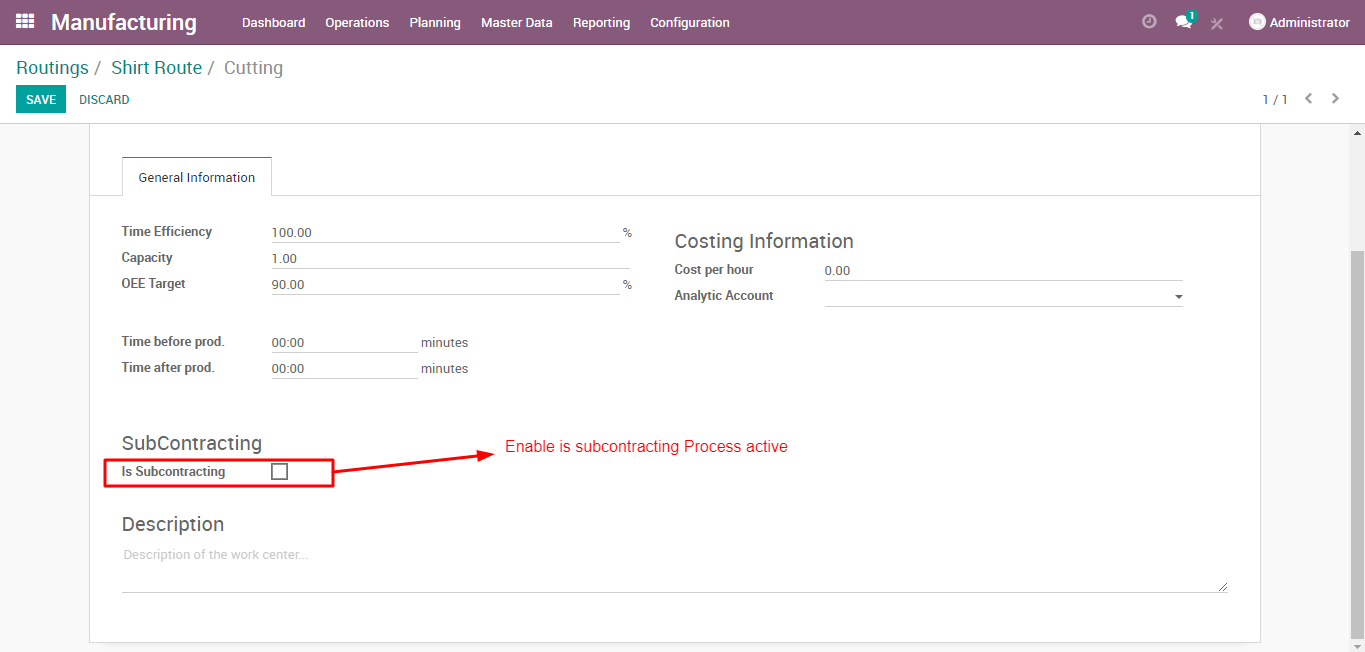 Manufacturing Dashboard Operations Planning Master Data Reporting Configuration 1 Administrator
Routings / Shirt Route / Cutting
SAVE DISCARD 1 / 1
General Information
Time Efficiency 100.00 %
Capacity 1.00
OEE Target 90.00 %
Costing Information
Cost per hour 0.00
Analytic Account
Time before prod. 00:00 minutes
Time after prod. 00:00 minutes
SubContracting
Is Subcontracting
Enable is subcontracting Process active
Description
Description of the work center...